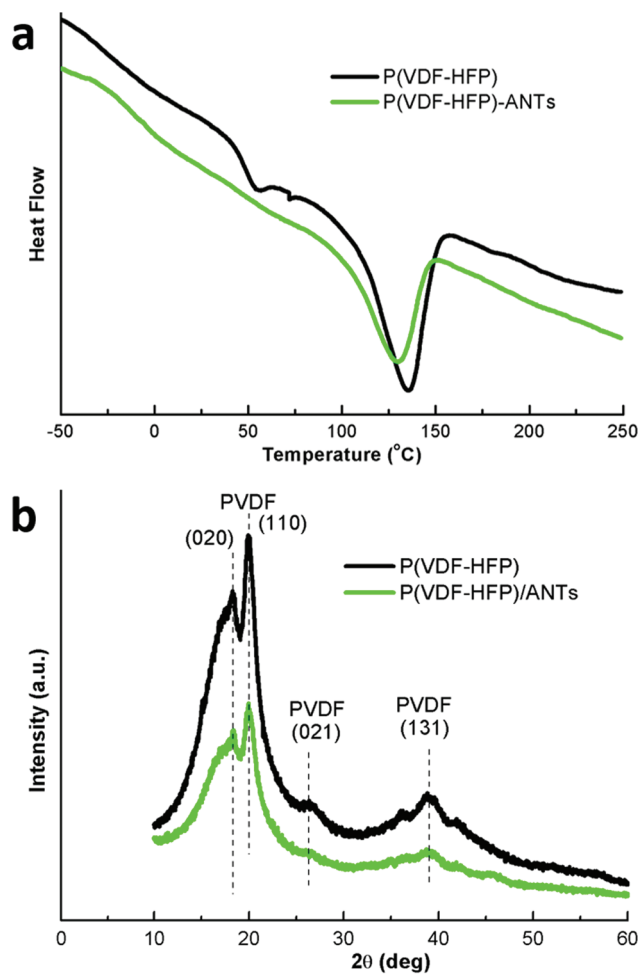 a
P(VDF-HFP)
P(VDF-HFP)-ANTs
Heat Flow
-50 0 50 100 150 200 250
Temperature (°C)
b
PVDF
(020) (110)
P(VDF-HFP)
P(VDF-HFP)/ANTs
PVDF
(021)
PVDF
(131)
Intensity (a.u.)
0 10 20 30 40 50 60
2θ (deg)